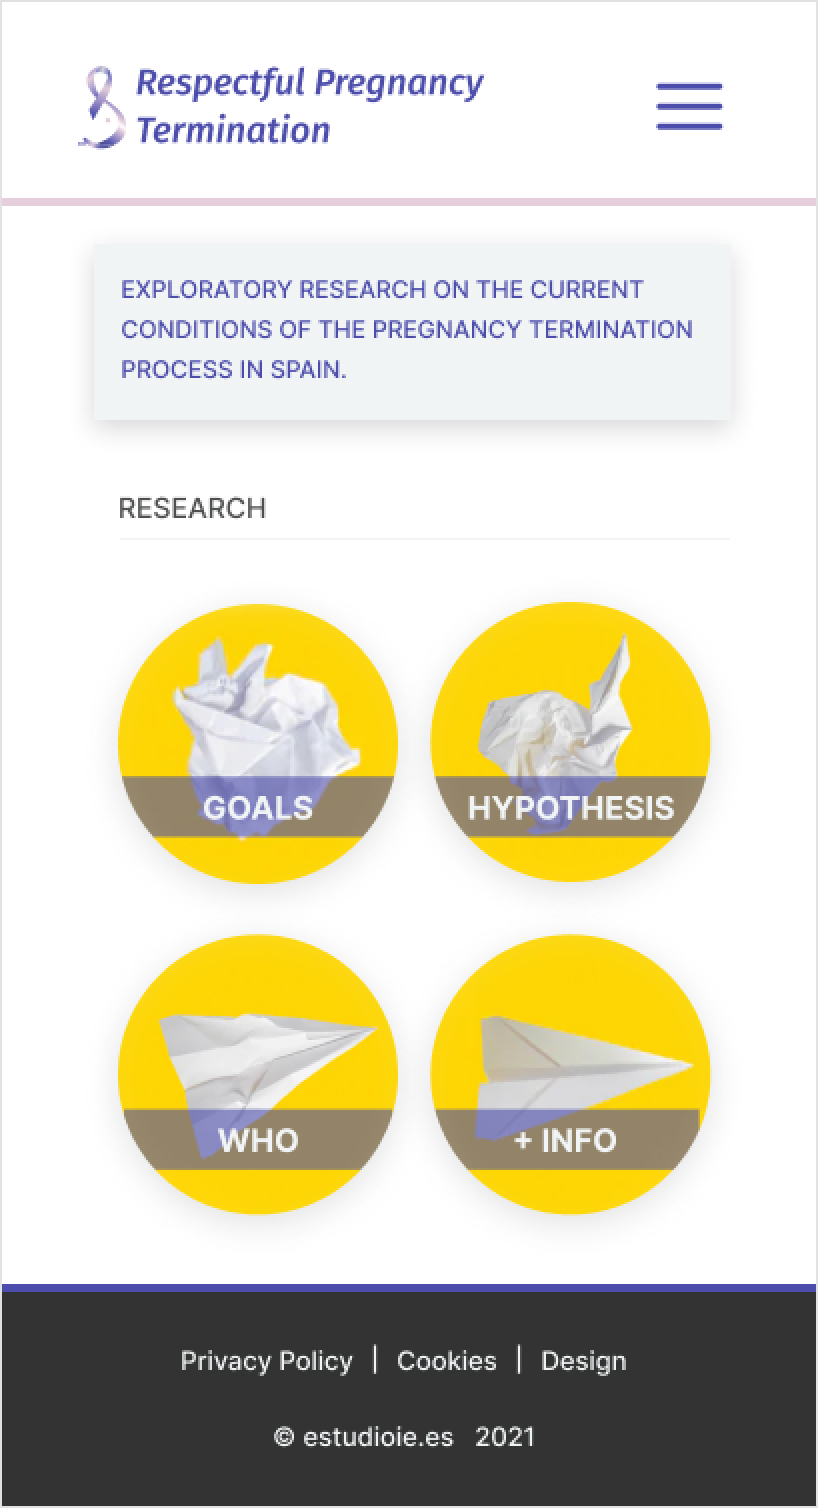 Respectful Pregnancy
Termination
EXPLORATORY RESEARCH ON THE CURRENT
CONDITIONS OF THE PREGNANCY TERMINATION
PROCESS IN SPAIN.
RESEARCH
GOALS
HYPOTHESIS
WHO
+ INFO
Privacy Policy | Cookies | Design
© estudioie.es 2021